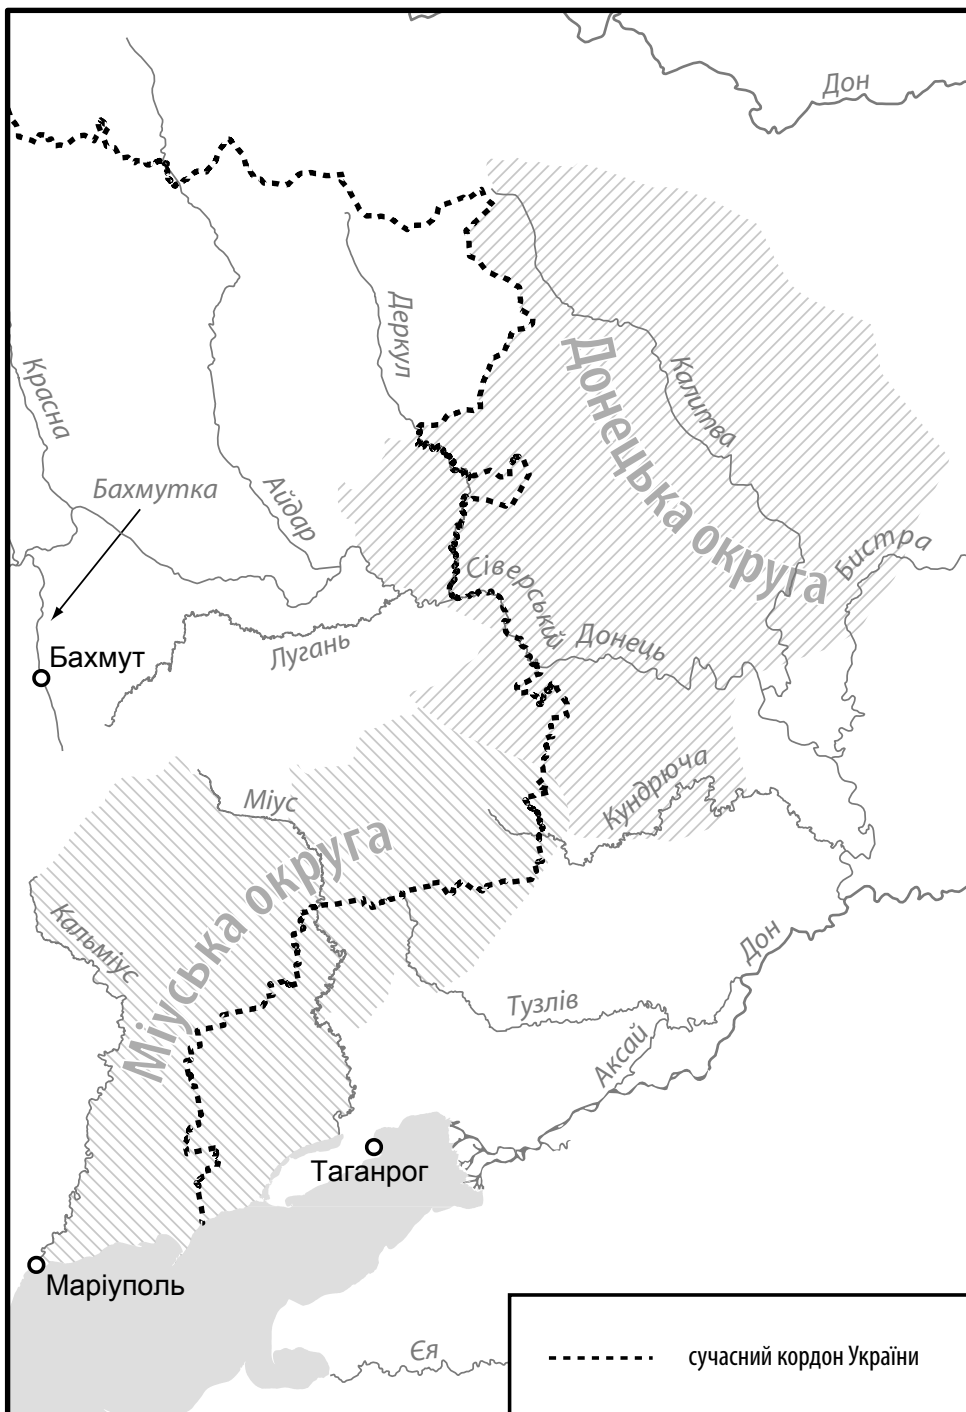 Дон
Деркул
Красна
Калитва
Донецька округа
Бахмутка
Айдар
Бистра
Сіверський
Донець
Лугань
Бахмут
Міус
Кундрюча
Міуська округа
Кальміус
Дон
Тузлів
Аксай
Таганрог
Маріуполь
Єя
сучасний кордон України